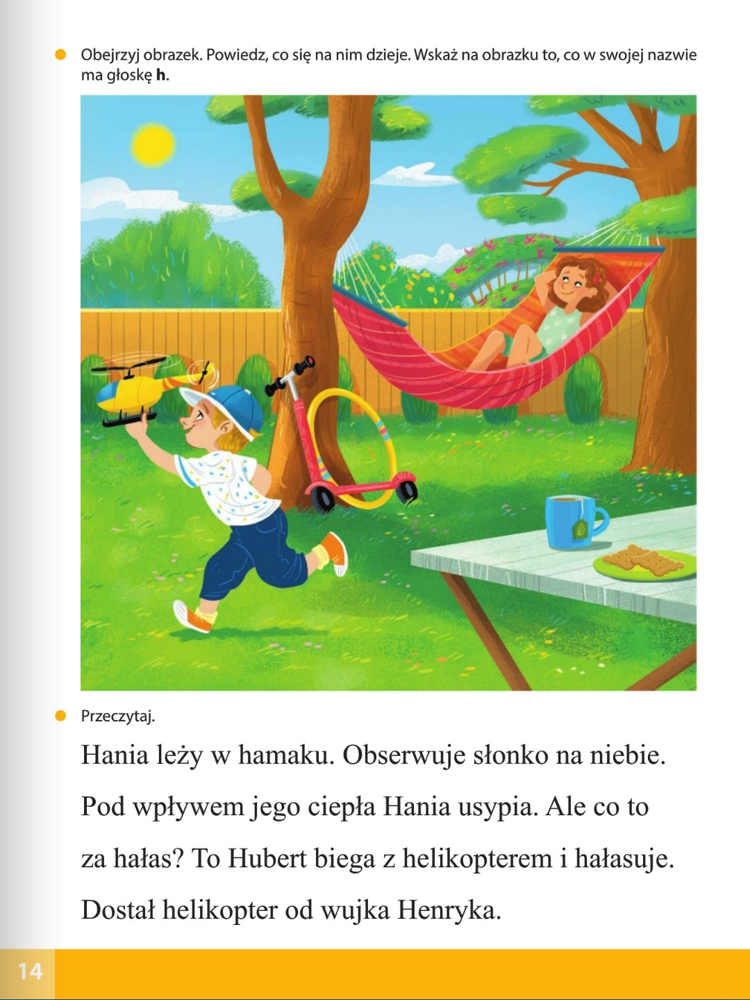 Obejrzyj obrazek. Powiedz, co się na nim dzieje. Wskaż na obrazku to, co w swojej nazwie
ma głoskę h.
Przeczytaj.
Hania leży w hamaku. Obserwuje słonko na niebie.
Pod wpływem jego ciepła Hania usypia. Ale co to
za hałas? To Hubert biega z helikopterem i hałasuje.
Dostał helikopter od wujka Henryka.
14